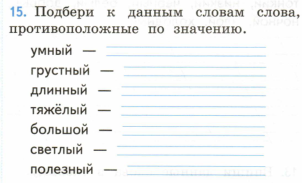 15. Подбери к данным словам слова,
противоположные по значению.
умный —
грустный —
длинный —
тяжёлый —
большой —
светлый —
полезный —